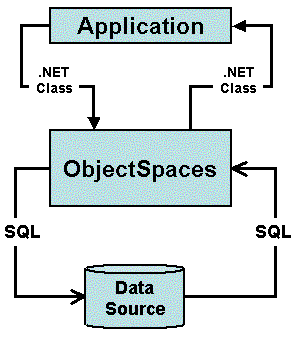 Application
.NET
Class
.NET
Class
ObjectSpaces
SQL
SQL
Data
Source